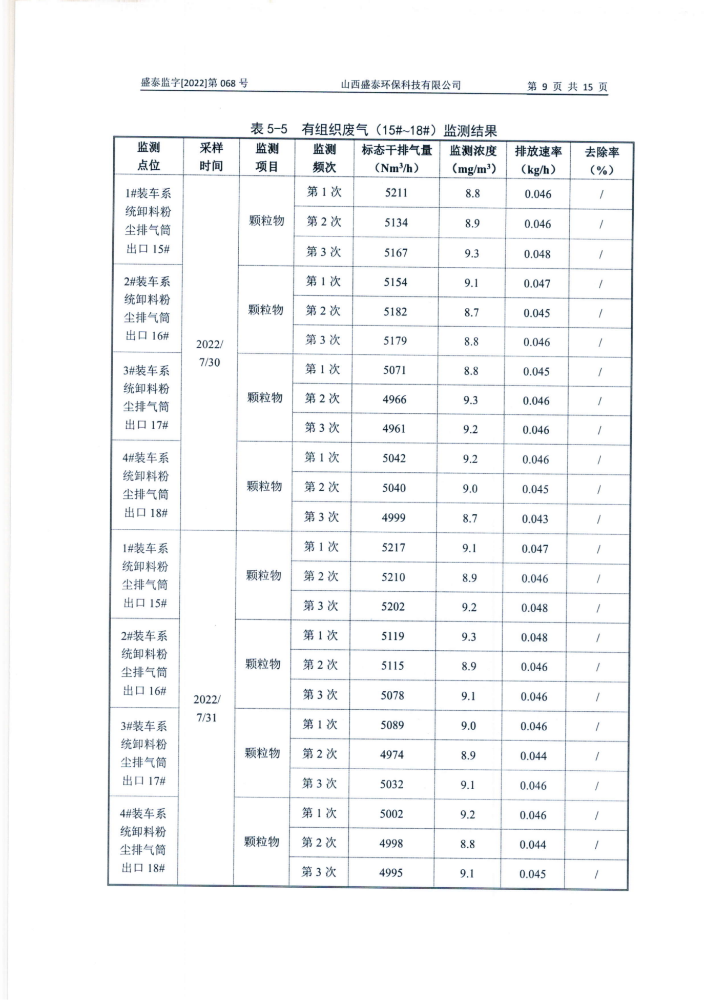 盛泰监字[2022]第 068 号 山西盛泰环保科技有限公司 第 9 页 共 15 页
表 5-5 有组织废气（15#~18#）监测结果
监测点位 采样时间 监测项目 监测频次 标态干排气量（Nm³/h） 监测浓度（mg/m³） 排放速率（kg/h） 去除率（%）
1#装车系统卸料粉尘排气筒出口 15# 2022/7/30 颗粒物 第 1 次 5211 8.8 0.046 /
第 2 次 5134 8.9 0.046 /
第 3 次 5167 9.3 0.048 /
2#装车系统卸料粉尘排气筒出口 16# 颗粒物 第 1 次 5154 9.1 0.047 /
第 2 次 5182 8.7 0.045 /
第 3 次 5179 8.8 0.046 /
3#装车系统卸料粉尘排气筒出口 17# 颗粒物 第 1 次 5071 8.8 0.045 /
第 2 次 4966 9.3 0.046 /
第 3 次 4961 9.2 0.046 /
4#装车系统卸料粉尘排气筒出口 18# 颗粒物 第 1 次 5042 9.2 0.046 /
第 2 次 5040 9.0 0.045 /
第 3 次 4999 8.7 0.043 /
1#装车系统卸料粉尘排气筒出口 15# 2022/7/31 颗粒物 第 1 次 5217 9.1 0.047 /
第 2 次 5210 8.9 0.046 /
第 3 次 5202 9.2 0.048 /
2#装车系统卸料粉尘排气筒出口 16# 颗粒物 第 1 次 5119 9.3 0.048 /
第 2 次 5115 8.9 0.046 /
第 3 次 5078 9.1 0.046 /
3#装车系统卸料粉尘排气筒出口 17# 颗粒物 第 1 次 5089 9.0 0.046 /
第 2 次 4974 8.9 0.044 /
第 3 次 5032 9.1 0.046 /
4#装车系统卸料粉尘排气筒出口 18# 颗粒物 第 1 次 5002 9.2 0.046 /
第 2 次 4998 8.8 0.044 /
第 3 次 4995 9.1 0.045 /